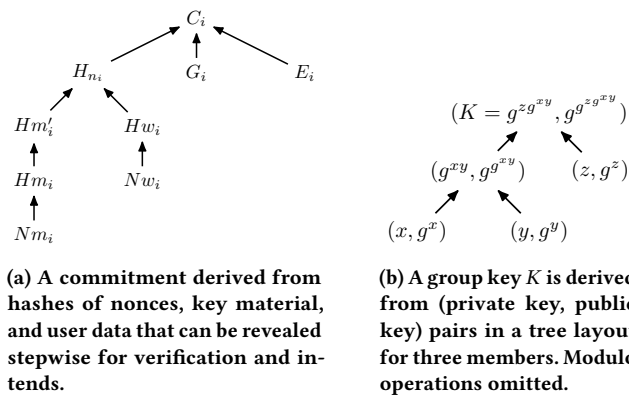 C_i
H_{n_i} G_i E_i
Hm'_i Hw_i
Hm_i Nw_i
Nm_i
(a) A commitment derived from
hashes of nonces, key material,
and user data that can be revealed
stepwise for verification and in-
tends.
(K = g^{zg^{xy}}, g^{g^{zg^{xy}}})
(g^{xy}, g^{g^{xy}}) (z, g^z)
(x, g^x) (y, g^y)
(b) A group key K is derived
from (private key, public
key) pairs in a tree layout
for three members. Modulo
operations omitted.